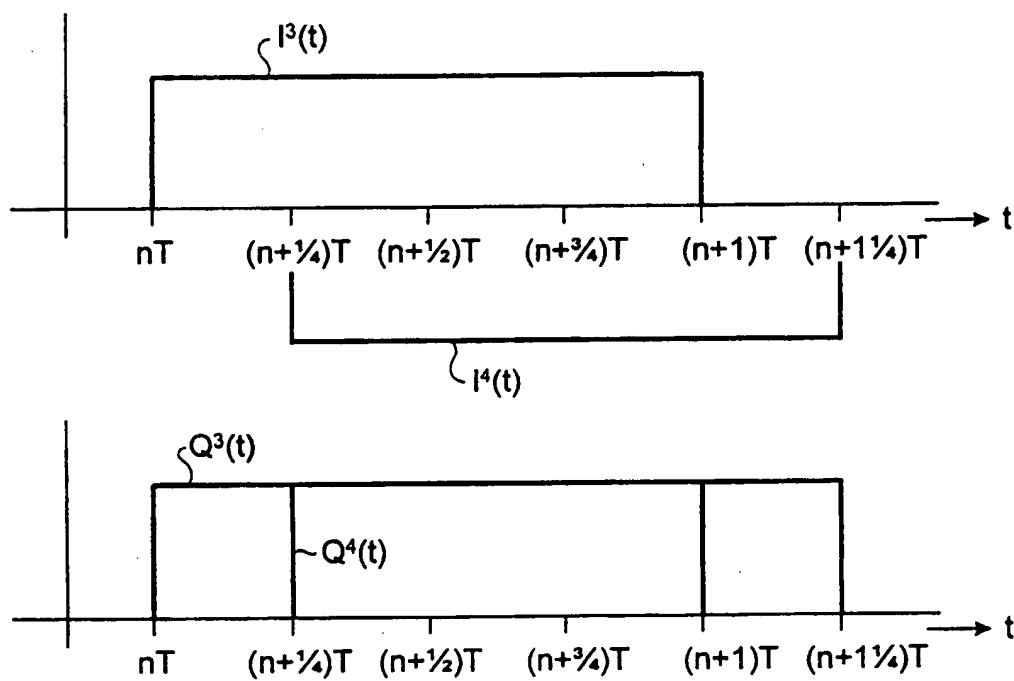 I³(t)
t
nT (n+¼)T (n+½)T (n+¾)T (n+1)T (n+1¼)T
I⁴(t)
Q³(t)
Q⁴(t)
t
nT (n+¼)T (n+½)T (n+¾)T (n+1)T (n+1¼)T